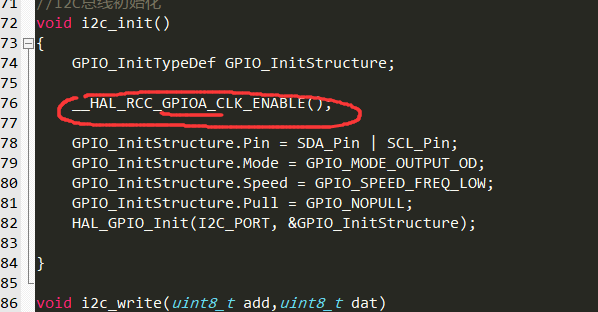 71 //I2C总线初始化
72 void i2c_init()
73 {
74 GPIO_InitTypeDef GPIO_InitStructure;
75
76 __HAL_RCC_GPIOA_CLK_ENABLE();
77
78 GPIO_InitStructure.Pin = SDA_Pin | SCL_Pin;
79 GPIO_InitStructure.Mode = GPIO_MODE_OUTPUT_OD;
80 GPIO_InitStructure.Speed = GPIO_SPEED_FREQ_LOW;
81 GPIO_InitStructure.Pull = GPIO_NOPULL;
82 HAL_GPIO_Init(I2C_PORT, &GPIO_InitStructure);
83
84 }
85
86 void i2c_write(uint8_t add,uint8_t dat)